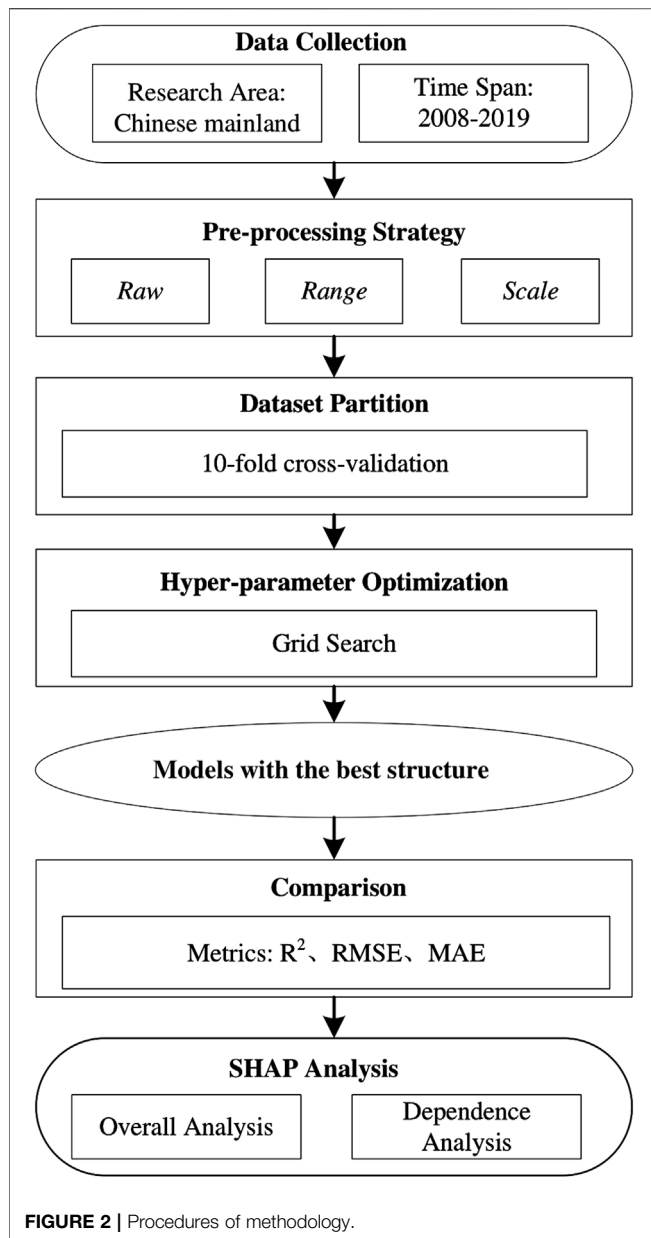 Data Collection
Research Area:
Chinese mainland
Time Span:
2008-2019
Pre-processing Strategy
Raw
Range
Scale
Dataset Partition
10-fold cross-validation
Hyper-parameter Optimization
Grid Search
Models with the best structure
Comparison
Metrics: R²、RMSE、MAE
SHAP Analysis
Overall Analysis
Dependence
Analysis
FIGURE 2 | Procedures of methodology.